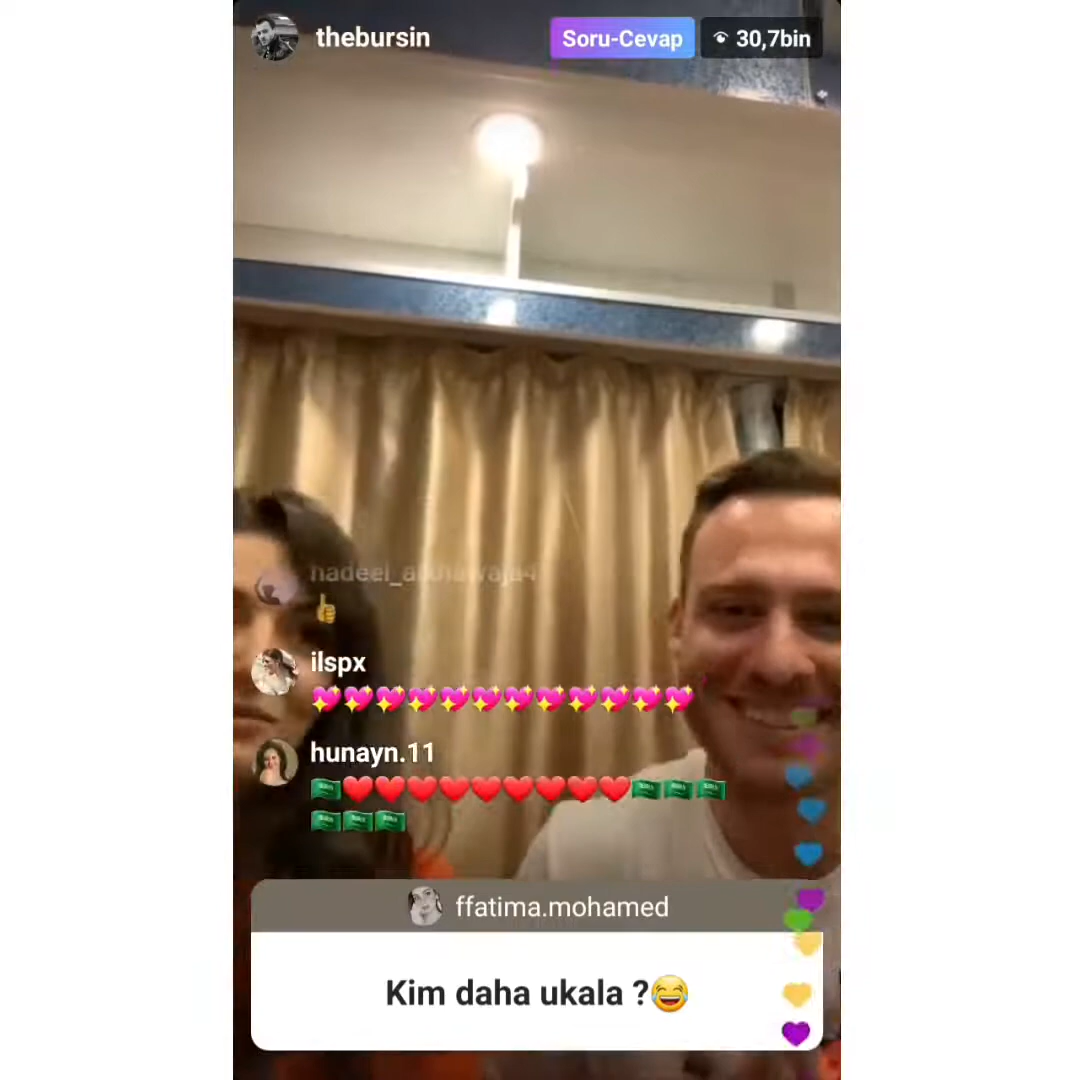 thebursin
Soru-Cevap
30,7bin
ilspx
💖💖💖💖💖💖💖💖💖💖💖💖
hunayn.11
🇸🇦❤️❤️❤️❤️❤️❤️❤️❤️❤️🇸🇦🇸🇦🇸🇦
🇸🇦🇸🇦🇸🇦
ffatima.mohamed
Kim daha ukala ?😂